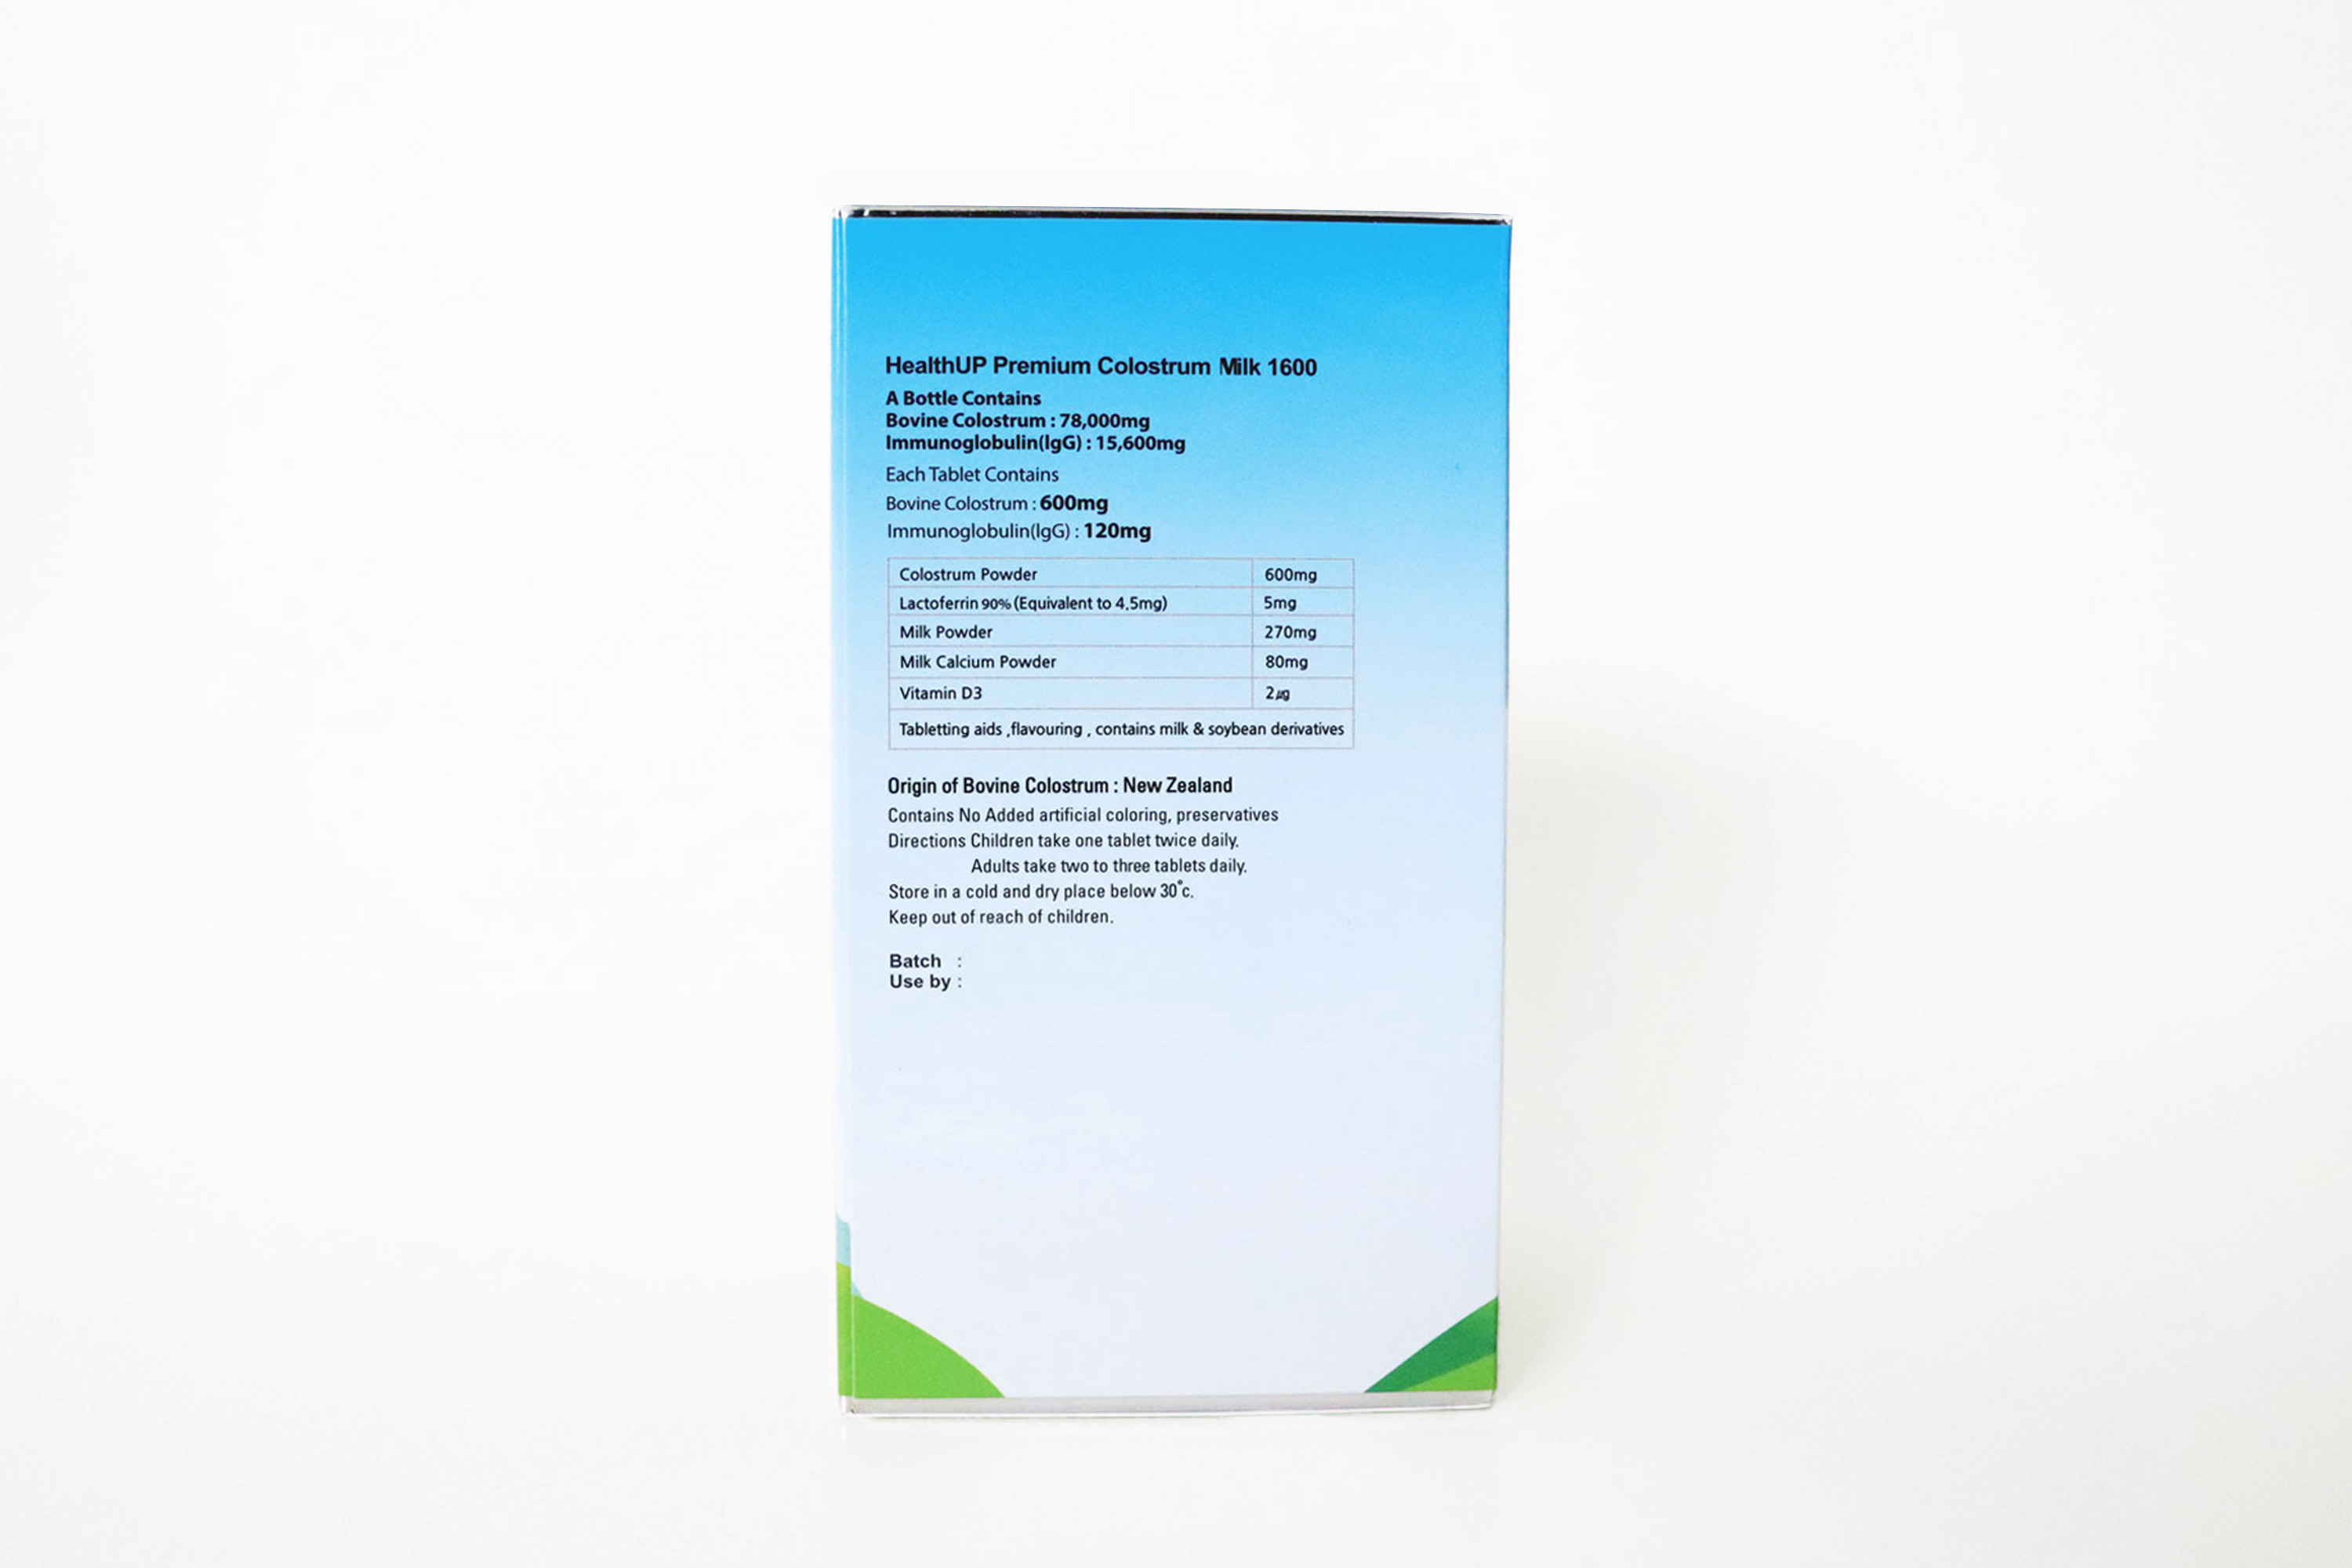 HealthUP Premium Colostrum Milk 1600
A Bottle Contains
Bovine Colostrum : 78,000mg
Immunoglobulin(IgG) : 15,600mg
Each Tablet Contains
Bovine Colostrum : 600mg
Immunoglobulin(IgG) : 120mg
Colostrum Powder 600mg
Lactoferrin 90% (Equivalent to 4.5mg) 5mg
Milk Powder 270mg
Milk Calcium Powder 80mg
Vitamin D3 2㎍
Tabletting aids ,flavouring , contains milk & soybean derivatives
Origin of Bovine Colostrum : New Zealand
Contains No Added artificial coloring, preservatives
Directions Children take one tablet twice daily.
Adults take two to three tablets daily.
Store in a cold and dry place below 30°c.
Keep out of reach of children.
Batch :
Use by :